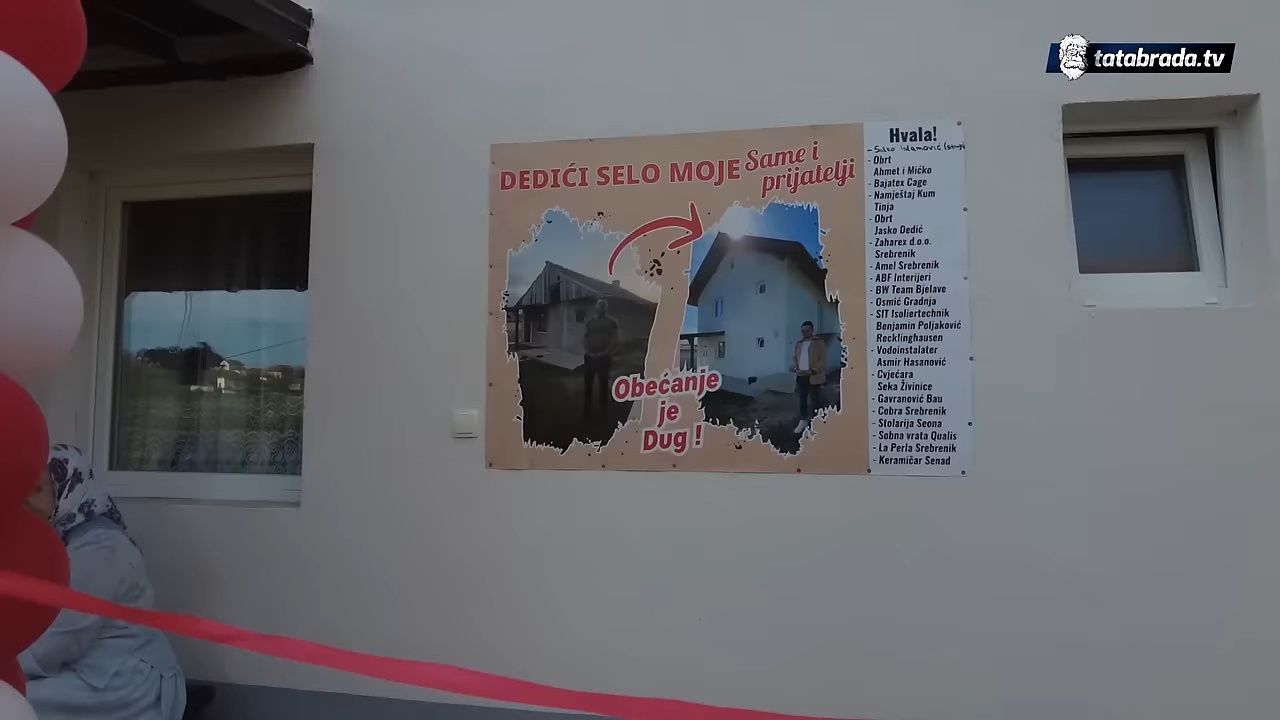 tatabrada.tv
DEDIĆI SELO MOJE
Same i
prijatelji
Obećanje
je
Dug !
Hvala!
- Obrt
Ahmet i Mićko
- Bajatex Cage
- Namještaj Kum
Tinja
- Obrt
Jasko Dedić
- Zaharex d.o.o.
Srebrenik
- Amel Srebrenik
- ABF Interijeri
- BW Team Bjelave
- Osmić Gradnja
- SIT Isoliertechnik
Benjamin Poljaković
Recklinghausen
- Vodoinstalater
Asmir Hasanović
- Cvjećara
Seka Živinice
- Gavranović Bau
- Cobra Srebrenik
- Stolarija Seona
- Sobna vrata Qualis
- La Perla Srebrenik
- Keramičar Senad